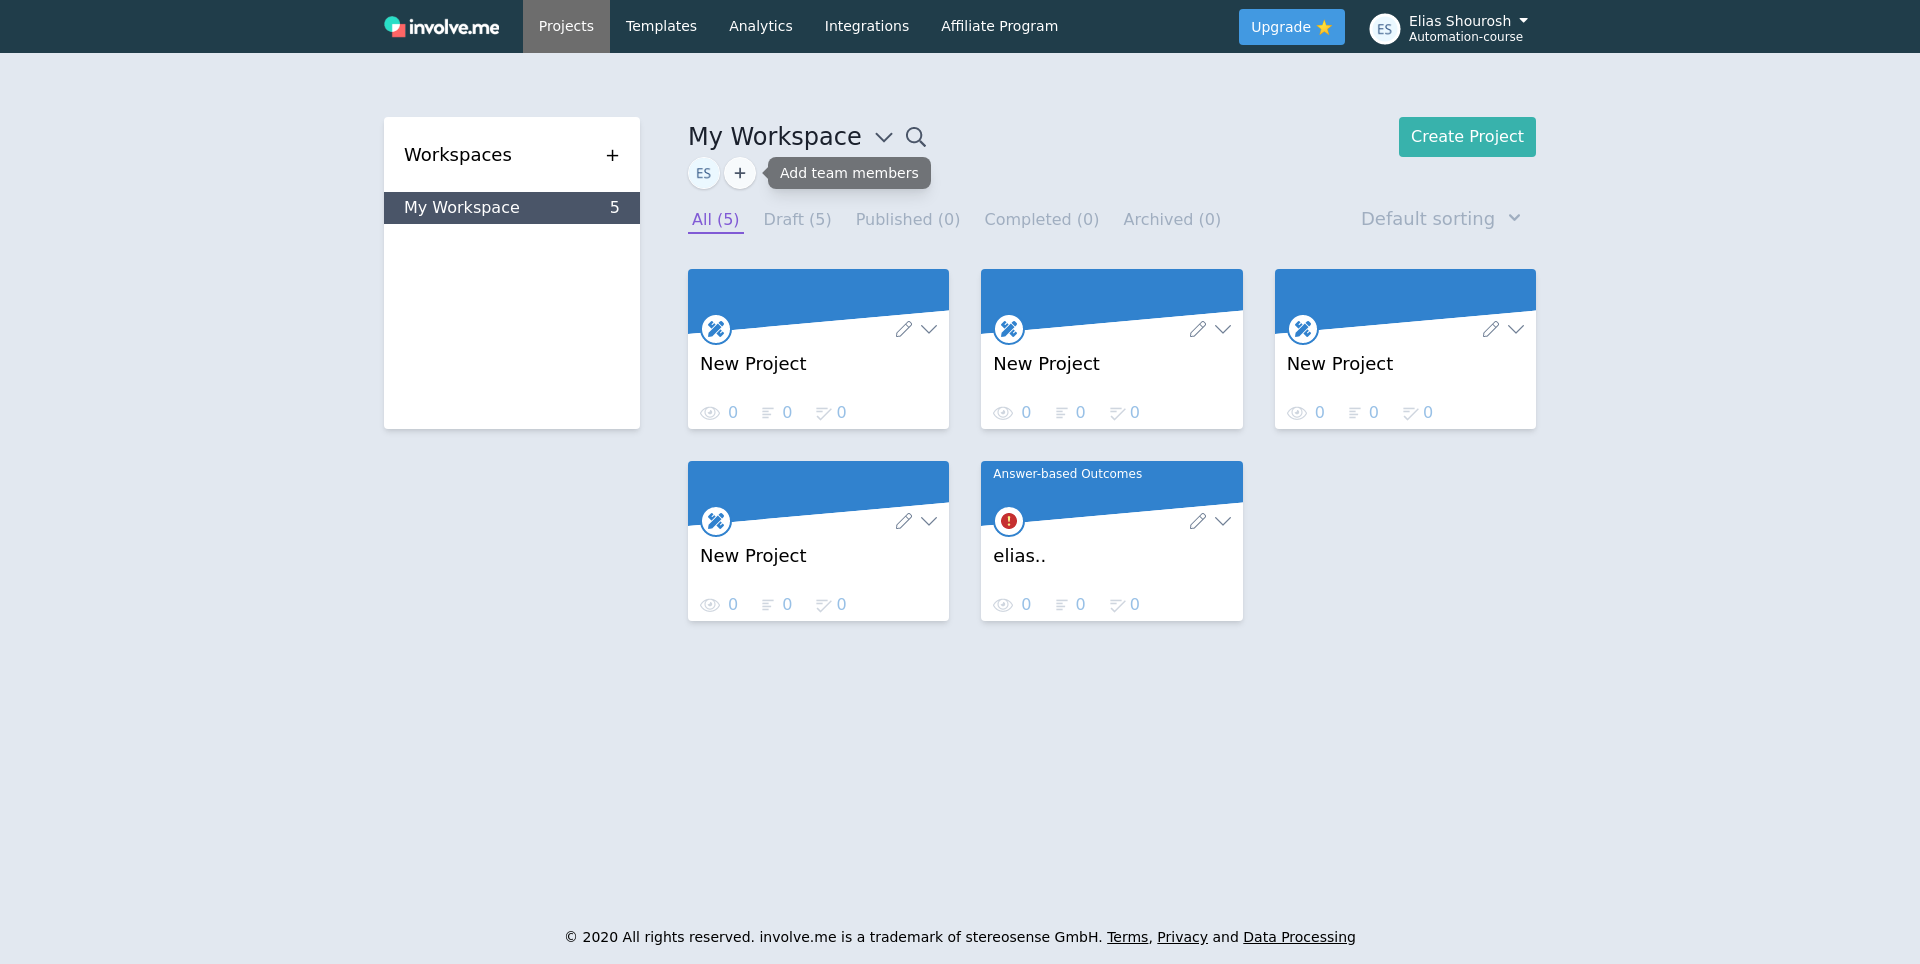 involve.me
Projects
Templates
Analytics
Integrations
Affiliate Program
Upgrade ⭐
ES
Elias Shourosh
Automation-course
Workspaces +
My Workspace 5
My Workspace
ES + Add team members
Create Project
All (5) Draft (5) Published (0) Completed (0) Archived (0) Default sorting
New Project
0 0 0
New Project
0 0 0
New Project
0 0 0
New Project
0 0 0
Answer-based Outcomes
elias..
0 0 0
© 2020 All rights reserved. involve.me is a trademark of stereosense GmbH. Terms, Privacy and Data Processing